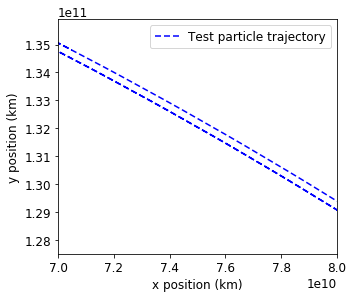 1e11
Test particle trajectory
1.35
1.34
1.33
1.32
1.31
1.30
1.29
1.28
y position (km)
7.0 7.2 7.4 7.6 7.8 8.0
x position (km)
1e10